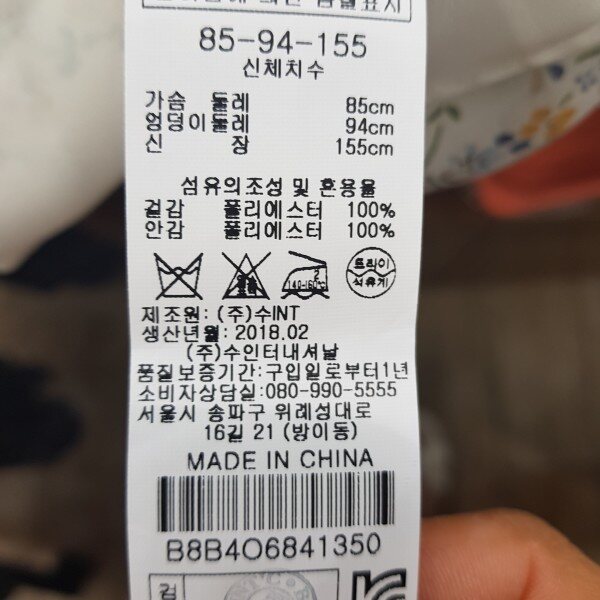 85-94-155
신체치수
가슴 둘레 85cm
엉덩이둘레 94cm
신 장 155cm
섬유의조성 및 혼용율
겉감 폴리에스터 100%
안감 폴리에스터 100%
2
140-160℃
드라이
석유계
제조원: (주)수INT
생산년월: 2018.02
(주)수인터내셔날
품질보증기간:구입일로부터1년
소비자상담실:080-990-5555
서울시 송파구 위례성대로
16길 21 (방이동)
MADE IN CHINA
B8B4O6841350
검